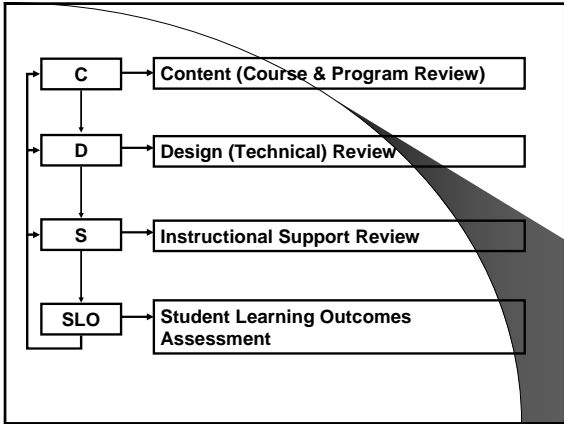 C
Content (Course & Program Review)
D
Design (Technical) Review
S
Instructional Support Review
SLO
Student Learning Outcomes
Assessment